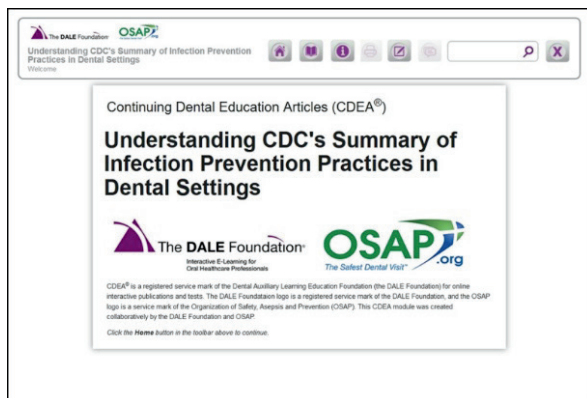 The DALE Foundation® OSAP
Understanding CDC's Summary of Infection Prevention
Practices in Dental Settings
Welcome
Continuing Dental Education Articles (CDEA®)
Understanding CDC's Summary of
Infection Prevention Practices in
Dental Settings
The DALE Foundation®
Interactive E-Learning for
Oral Healthcare Professionals
OSAP.org
The Safest Dental Visit™
CDEA® is a registered service mark of the Dental Auxiliary Learning Education Foundation (the DALE Foundation) for online
interactive publications and tests. The DALE Foundataion logo is a registered service mark of the DALE Foundation, and the OSAP
logo is a service mark of the Organization of Safety, Asepsis and Prevention (OSAP). This CDEA module was created
collaboratively by the DALE Foundation and OSAP.
Click the Home button in the toolbar above to continue.